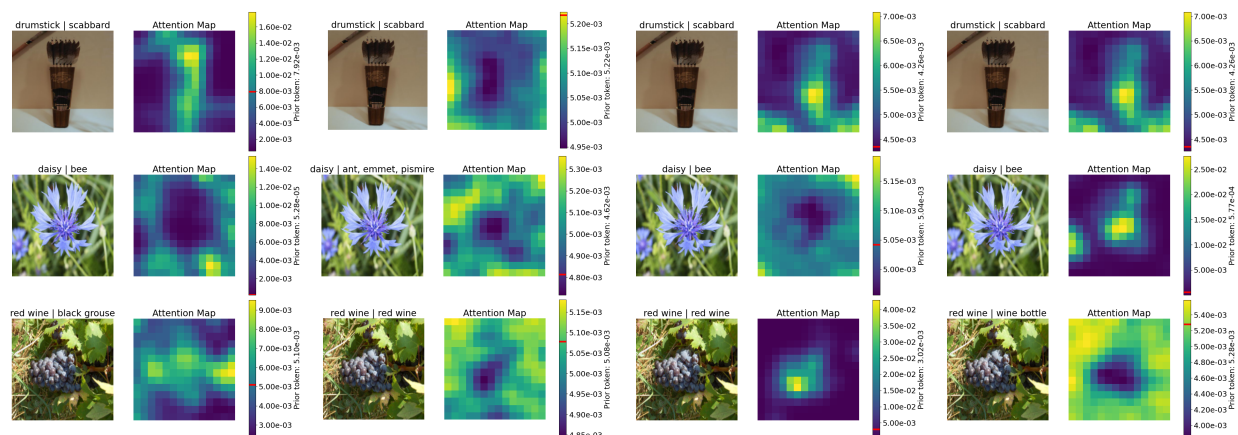 drumstick | scabbard Attention Map
1.60e-02
1.40e-02
1.20e-02
1.00e-02
8.00e-03
6.00e-03
4.00e-03
2.00e-03
Prior token: 7.92e-03
drumstick | scabbard Attention Map
5.20e-03
5.15e-03
5.10e-03
5.05e-03
5.00e-03
4.95e-03
Prior token: 5.22e-03
drumstick | scabbard Attention Map
7.00e-03
6.50e-03
6.00e-03
5.50e-03
5.00e-03
4.50e-03
Prior token: 4.26e-03
drumstick | scabbard Attention Map
7.00e-03
6.50e-03
6.00e-03
5.50e-03
5.00e-03
4.50e-03
Prior token: 4.26e-03
daisy | bee Attention Map
1.40e-02
1.20e-02
1.00e-02
8.00e-03
6.00e-03
4.00e-03
2.00e-03
Prior token: 5.28e-05
daisy | ant, emmet, pismire Attention Map
5.30e-03
5.20e-03
5.10e-03
5.00e-03
4.90e-03
4.80e-03
Prior token: 4.62e-03
daisy | bee Attention Map
5.15e-03
5.10e-03
5.05e-03
5.00e-03
Prior token: 5.04e-03
daisy | bee Attention Map
2.50e-02
2.00e-02
1.50e-02
1.00e-02
5.00e-03
Prior token: 5.77e-04
red wine | black grouse Attention Map
9.00e-03
8.00e-03
7.00e-03
6.00e-03
5.00e-03
4.00e-03
3.00e-03
Prior token: 5.10e-03
red wine | red wine Attention Map
5.15e-03
5.10e-03
5.05e-03
5.00e-03
4.95e-03
4.90e-03
4.85e-03
Prior token: 5.08e-03
red wine | red wine Attention Map
4.00e-02
3.50e-02
3.00e-02
2.50e-02
2.00e-02
1.50e-02
1.00e-02
5.00e-03
Prior token: 3.02e-03
red wine | wine bottle Attention Map
5.40e-03
5.20e-03
5.00e-03
4.80e-03
4.60e-03
4.40e-03
4.20e-03
4.00e-03
Prior token: 5.28e-03